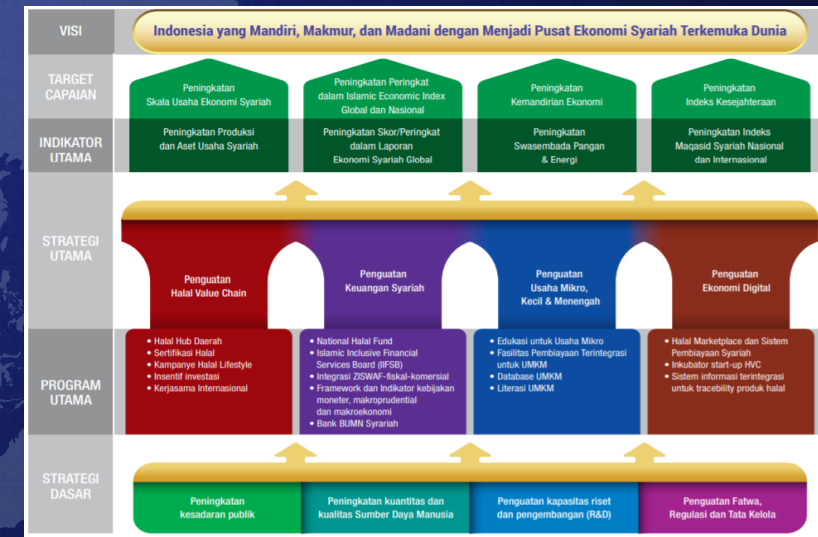 VISI
Indonesia yang Mandiri, Makmur, dan Madani dengan Menjadi Pusat Ekonomi Syariah Terkemuka Dunia
TARGET
CAPAIAN
Peningkatan
Skala Usaha Ekonomi Syariah
Peningkatan Peringkat
dalam Islamic Economic Index
Global dan Nasional
Peningkatan
Kemandirian Ekonomi
Peningkatan
Indeks Kesejahteraan
INDIKATOR
UTAMA
Peningkatan Produksi
dan Aset Usaha Syariah
Peningkatan Skor/Peringkat
dalam Laporan
Ekonomi Syariah Global
Peningkatan
Swasembada Pangan
& Energi
Peningkatan Indeks
Maqasid Syariah Nasional
dan Internasional
STRATEGI
UTAMA
Penguatan
Halal Value Chain
Penguatan
Keuangan Syariah
Penguatan
Usaha Mikro,
Kecil & Menengah
Penguatan
Ekonomi Digital
PROGRAM
UTAMA
• Halal Hub Daerah
• Sertifikasi Halal
• Kampanye Halal Lifestyle
• Insentif investasi
• Kerjasama Internasional
• National Halal Fund
• Islamic Inclusive Financial
Services Board (IIFSB)
• Integrasi ZISWAF-fiskal-komersial
• Framework dan Indikator kebijakan
moneter, makroprudential
dan makroekonomi
• Bank BUMN Syrariah
• Edukasi untuk Usaha Mikro
• Fasilitas Pembiayaan Terintegrasi
untuk UMKM
• Database UMKM
• Literasi UMKM
• Halal Marketplace dan Sistem
Pembiayaan Syariah
• Inkubator start-up HVC
• Sistem informasi terintegrasi
untuk tracebility produk halal
STRATEGI
DASAR
Peningkatan
kesadaran publik
Peningkatan kuantitas dan
kualitas Sumber Daya Manusia
Penguatan kapasitas riset
dan pengembangan (R&D)
Penguatan Fatwa,
Regulasi dan Tata Kelola